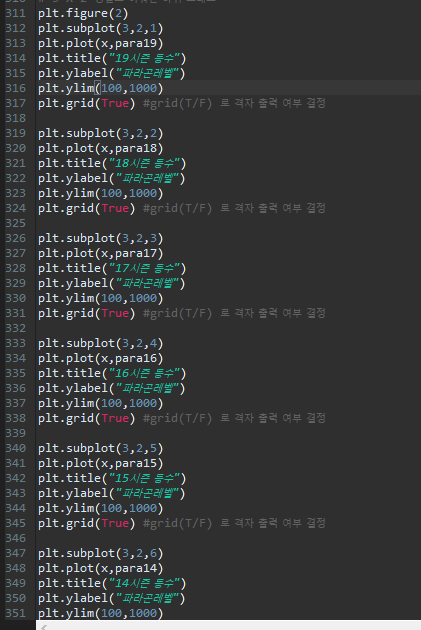 311 plt.figure(2)
312 plt.subplot(3,2,1)
313 plt.plot(x,para19)
314 plt.title("19시즌 통수")
315 plt.ylabel("파라곤레벨")
316 plt.ylim(100,1000)
317 plt.grid(True) #grid(T/F) 로 격자 출력 여부 결정
318
319 plt.subplot(3,2,2)
320 plt.plot(x,para18)
321 plt.title("18시즌 통수")
322 plt.ylabel("파라곤레벨")
323 plt.ylim(100,1000)
324 plt.grid(True) #grid(T/F) 로 격자 출력 여부 결정
325
326 plt.subplot(3,2,3)
327 plt.plot(x,para17)
328 plt.title("17시즌 통수")
329 plt.ylabel("파라곤레벨")
330 plt.ylim(100,1000)
331 plt.grid(True) #grid(T/F) 로 격자 출력 여부 결정
332
333 plt.subplot(3,2,4)
334 plt.plot(x,para16)
335 plt.title("16시즌 통수")
336 plt.ylabel("파라곤레벨")
337 plt.ylim(100,1000)
338 plt.grid(True) #grid(T/F) 로 격자 출력 여부 결정
339
340 plt.subplot(3,2,5)
341 plt.plot(x,para15)
342 plt.title("15시즌 통수")
343 plt.ylabel("파라곤레벨")
344 plt.ylim(100,1000)
345 plt.grid(True) #grid(T/F) 로 격자 출력 여부 결정
346
347 plt.subplot(3,2,6)
348 plt.plot(x,para14)
349 plt.title("14시즌 통수")
350 plt.ylabel("파라곤레벨")
351 plt.ylim(100,1000)